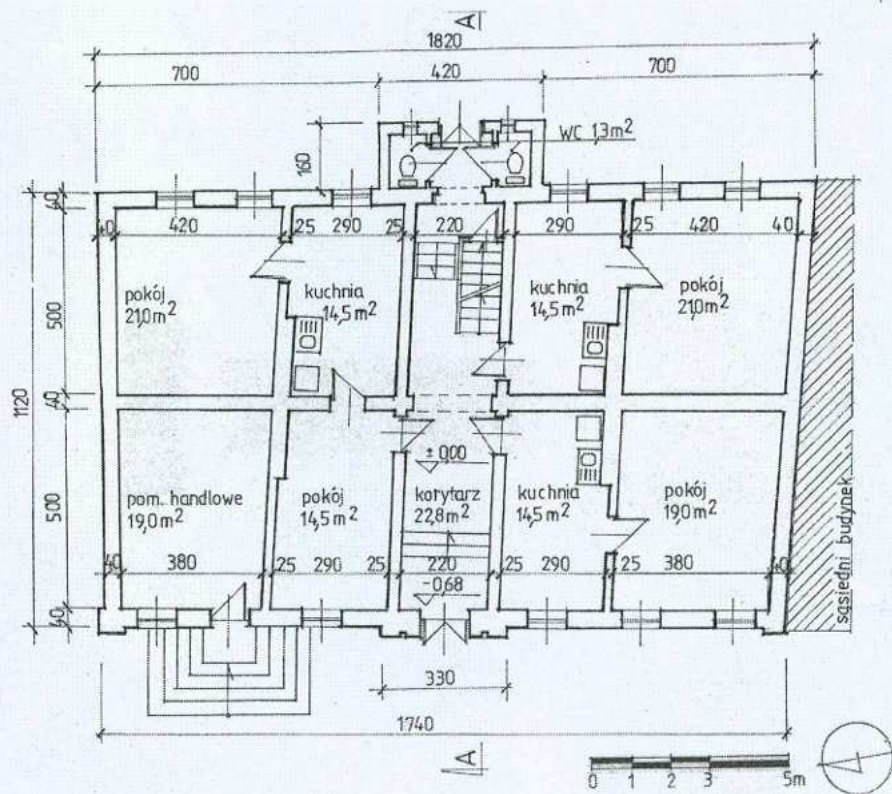 A
1820
700 420 700
WC 1,3m²
160
40
40 420 25 290 25 220 290 25 420 40
pokój
21,0m²
kuchnia
14,5m²
kuchnia
14,5m²
pokój
21,0m²
500
40
1120
± 0,00
pom. handlowe
19,0m²
pokój
14,5m²
korytarz
22,8m²
kuchnia
14,5m²
pokój
19,0m²
500
sąsiedni budynek
40 380 25 290 25 220 25 290 25 380 40
-0,68
40
330
1740
A
0 1 2 3 5m